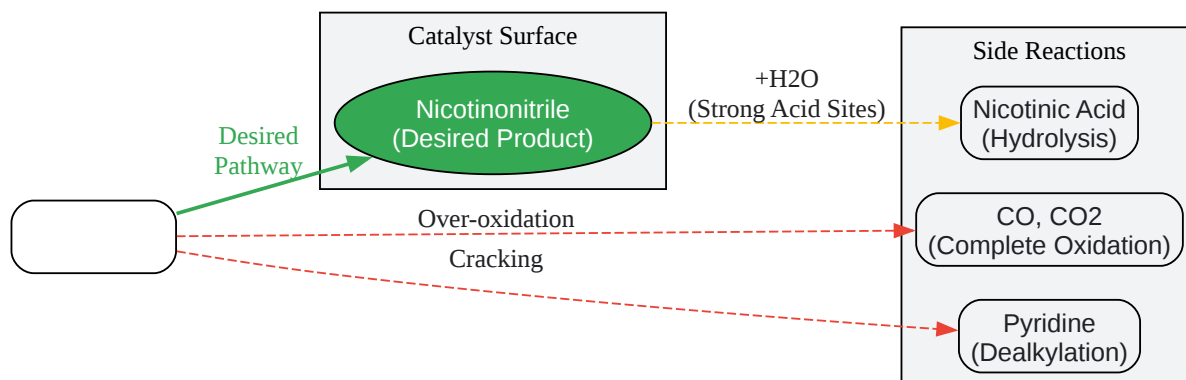 Catalyst Surface
Nicotinonitrile
(Desired Product)
Desired
Pathway
+H2O
(Strong Acid Sites)
Over-oxidation
Cracking
Side Reactions
Nicotinic Acid
(Hydrolysis)
CO, CO2
(Complete Oxidation)
Pyridine
(Dealkylation)